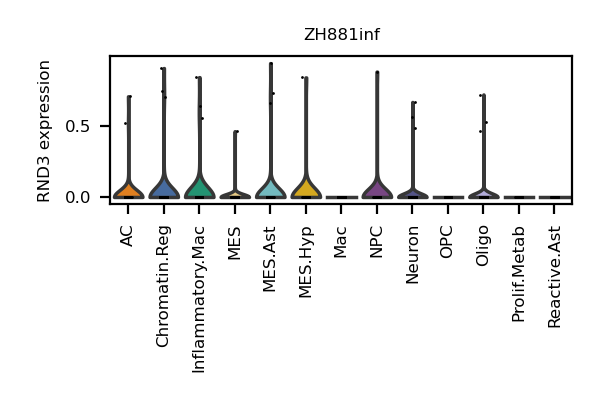 ZH881inf
RND3 expression
0.5
0.0
AC
Chromatin.Reg
Inflammatory.Mac
MES
MES.Ast
MES.Hyp
Mac
NPC
Neuron
OPC
Oligo
Prolif.Metab
Reactive.Ast